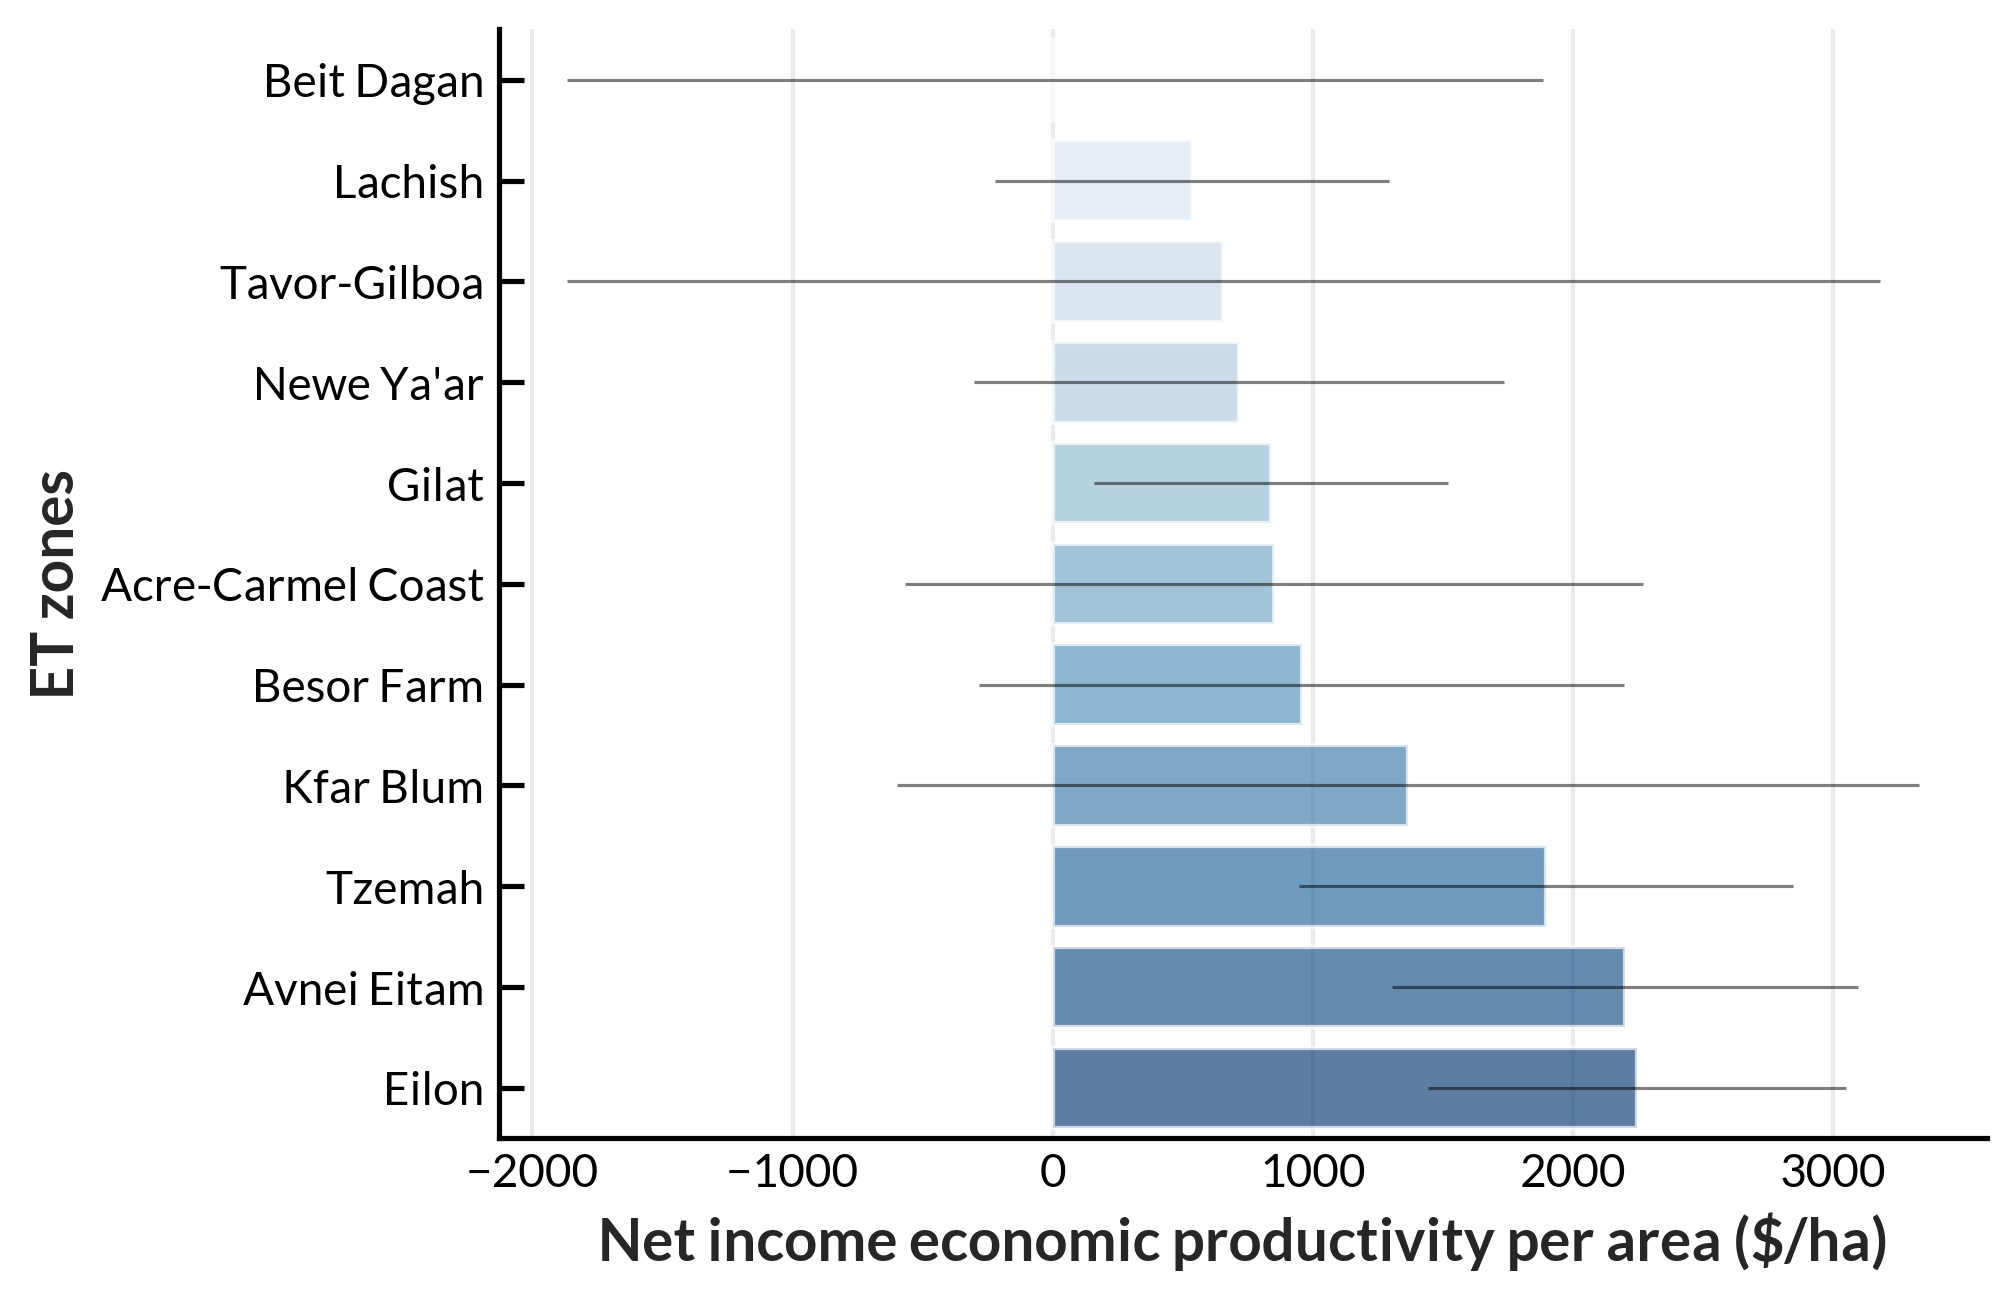 Beit Dagan
Lachish
Tavor-Gilboa
Newe Ya'ar
Gilat
Acre-Carmel Coast
Besor Farm
Kfar Blum
Tzemah
Avnei Eitam
Eilon
ET zones
−2000 −1000 0 1000 2000 3000
Net income economic productivity per area ($/ha)